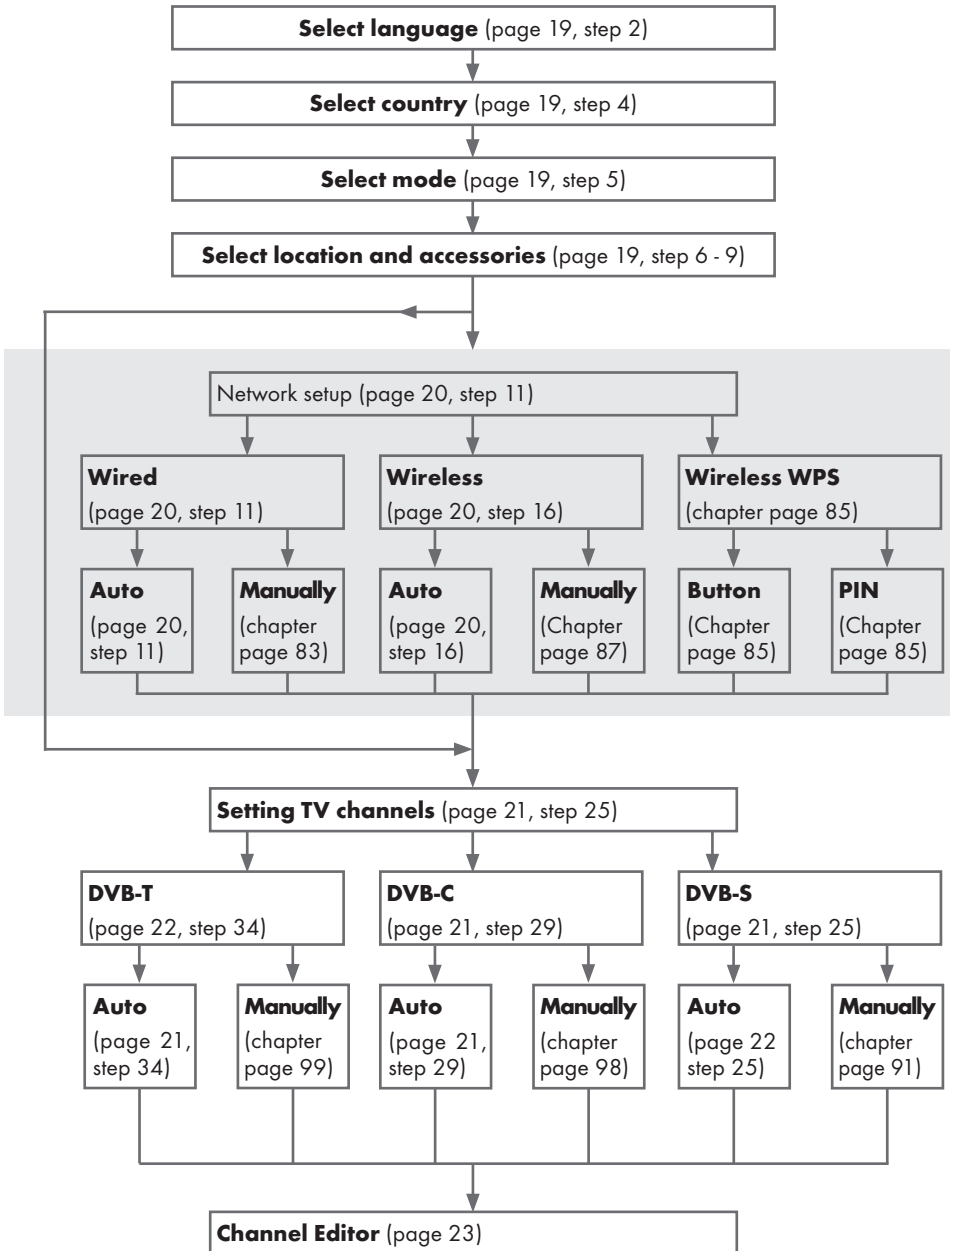 Select language (page 19, step 2)
Select country (page 19, step 4)
Select mode (page 19, step 5)
Select location and accessories (page 19, step 6 - 9)
Network setup (page 20, step 11)
Wired
(page 20, step 11)
Wireless
(page 20, step 16)
Wireless WPS
(chapter page 85)
Auto
(page 20,
step 11)
Manually
(chapter
page 83)
Auto
(page 20,
step 16)
Manually
(Chapter
page 87)
Button
(Chapter
page 85)
PIN
(Chapter
page 85)
Setting TV channels (page 21, step 25)
DVB-T
(page 22, step 34)
DVB-C
(page 21, step 29)
DVB-S
(page 21, step 25)
Auto
(page 21,
step 34)
Manually
(chapter
page 99)
Auto
(page 21,
step 29)
Manually
(chapter
page 98)
Auto
(page 22
step 25)
Manually
(chapter
page 91)
Channel Editor (page 23)